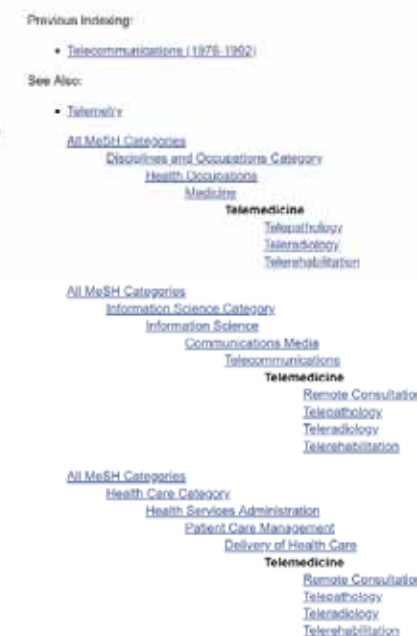 Previous Indexing:
Telecommunications (1976-1992)
See Also:
Telemetry
All MeSH Categories
Disciplines and Occupations Category
Health Occupations
Medicine
Telemedicine
Telepathology
Teleradiology
Telerehabilitation
All MeSH Categories
Information Science Category
Information Science
Communications Media
Telecommunications
Telemedicine
Remote Consultation
Telepathology
Teleradiology
Telerehabilitation
All MeSH Categories
Health Care Category
Health Services Administration
Patient Care Management
Delivery of Health Care
Telemedicine
Remote Consultation
Telepathology
Teleradiology
Telerehabilitation